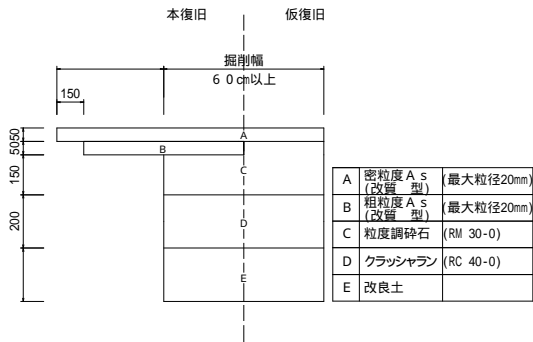 本復旧 仮復旧
掘削幅
60㎝以上
150
50
50
150
200
A
B
C
D
E
A 密粒度As (改質 型) (最大粒径20㎜)
B 粗粒度As (改質 型) (最大粒径20㎜)
C 粒度調砕石 (RM 30-0)
D クラッシャラン (RC 40-0)
E 改良土